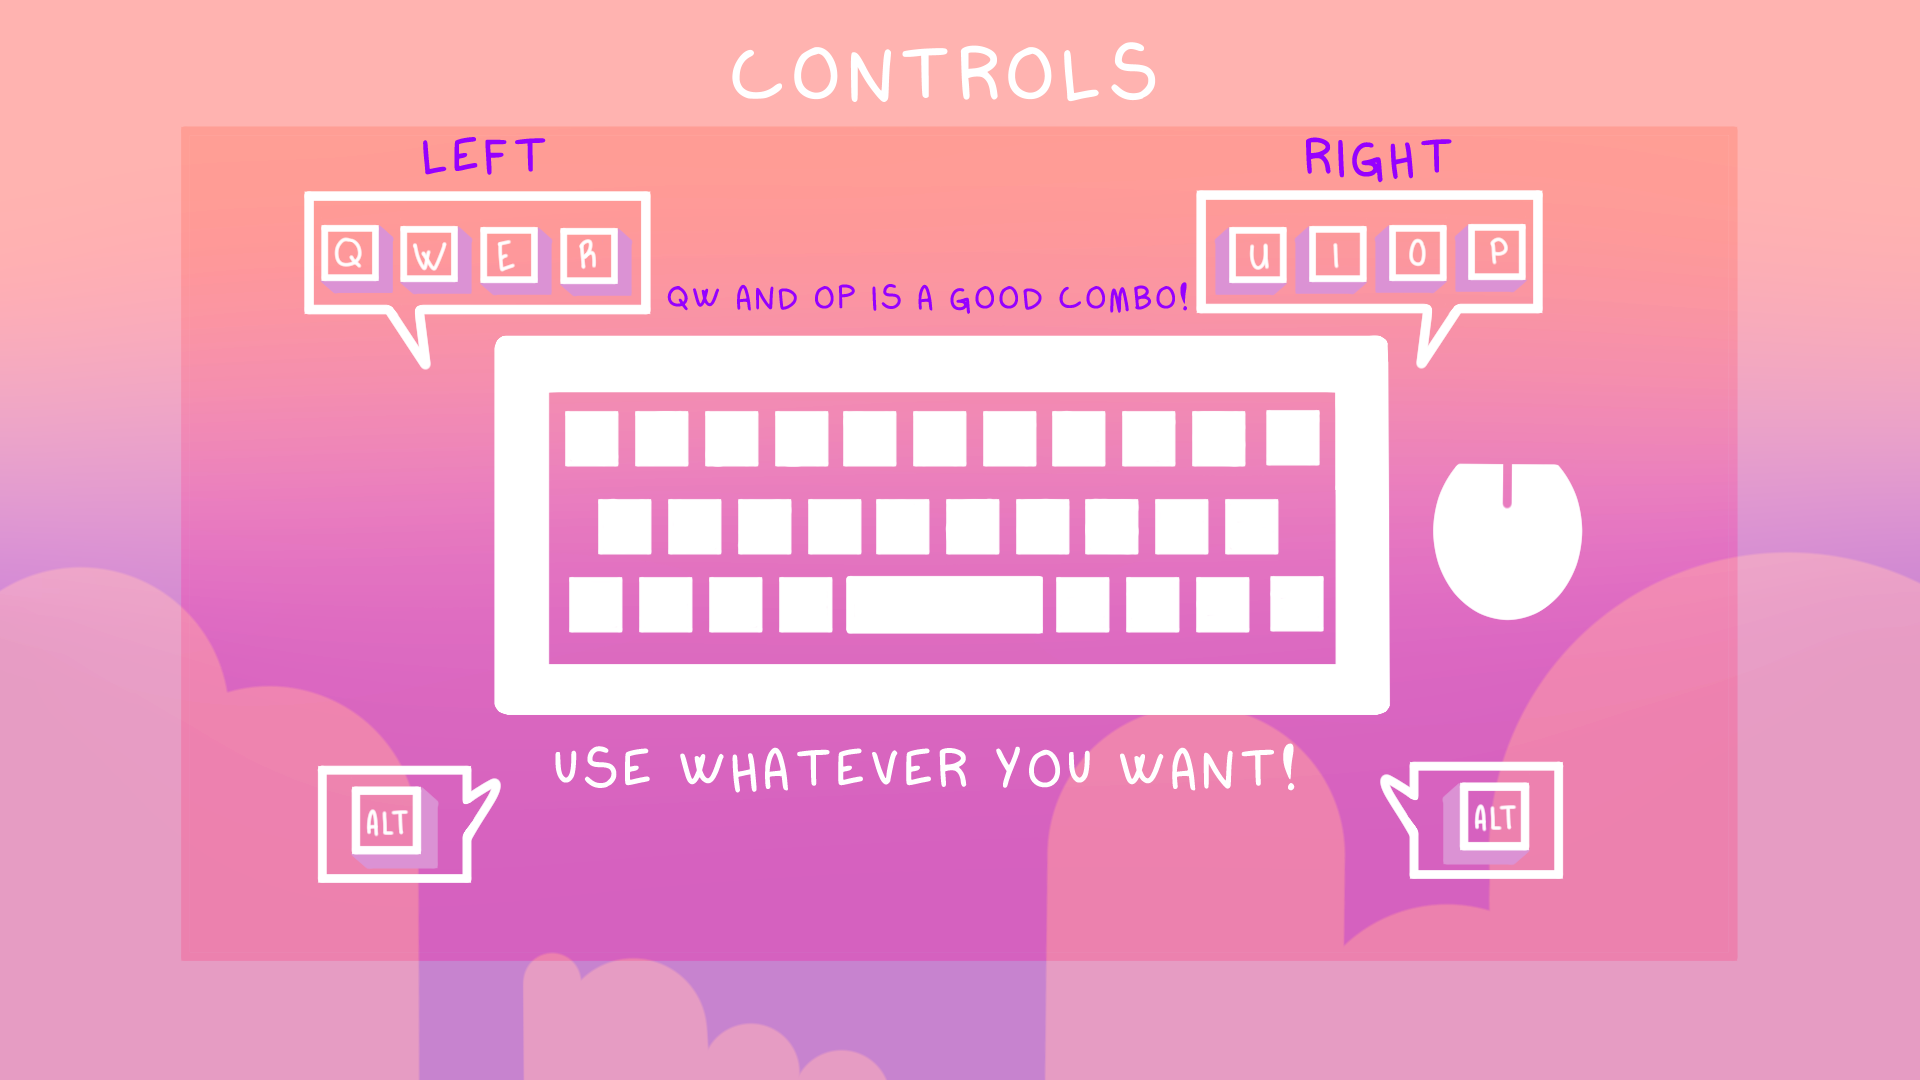 CONTROLS
LEFT
RIGHT
Q W E R
U I O P
QW AND OP IS A GOOD COMBO!
USE WHATEVER YOU WANT!
ALT
ALT